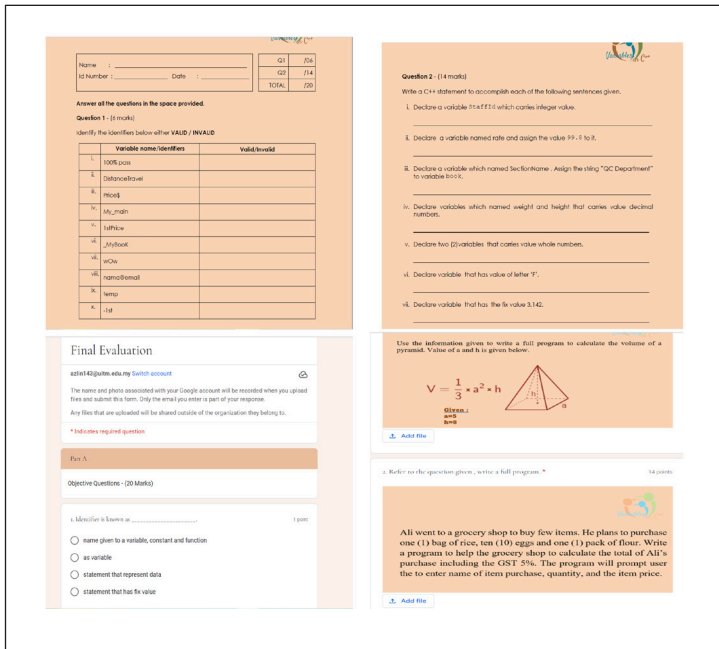 Variables C++
Name : Q1 /06
Id Number : Date : Q2 /14
TOTAL /20
Answer all the questions in the space provided.
Question 1 - (6 marks)
Identify the identifiers below either VALID / INVALID
Variable name/identifiers Valid/Invalid
i. 100% pass
ii. DistanceTravel
iii. Price$
iv. My_main
v. 1stPrice
vi. _MyBooK
vii. wOw
viii. name@email
ix. temp
x. -1st
Variables C++
Question 2 - (14 marks)
Write a C++ statement to accomplish each of the following sentences given.
i. Declare a variable StaffId which carries integer value.
ii. Declare a variable named rate and assign the value 99.9 to it.
iii. Declare a variable which named SectionName . Assign the string "QC Department"
to variable book.
iv. Declare variables which named weight and height that carries value decimal
numbers.
v. Declare two (2)variables that carries value whole numbers.
vi. Declare variable that has value of letter 'F'.
vii. Declare variable that has the fix value 3.142.
Final Evaluation
azlin143@uitm.edu.my Switch account
The name and photo associated with your Google account will be recorded when you upload
files and submit this form. Only the email you enter is part of your response.
Any files that are uploaded will be shared outside of the organization they belong to.
* Indicates required question
Part A
Objective Questions - (20 Marks)
1. Identifier is known as ____________________. 1 point
name given to a variable, constant and function
as variable
statement that represent data
statement that has fix value
Use the information given to write a full program to calculate the volume of a
pyramid. Value of a and h is given below.
V = 1/3 * a² * h
h
a
Given :
a=5
h=8
Add file
2. Refer to the question given , write a full program. * 14 points
Ali went to a grocery shop to buy few items. He plans to purchase
one (1) bag of rice, ten (10) eggs and one (1) pack of flour. Write
a program to help the grocery shop to calculate the total of Ali's
purchase including the GST 5%. The program will prompt user
the to enter name of item purchase, quantity, and the item price.
Add file